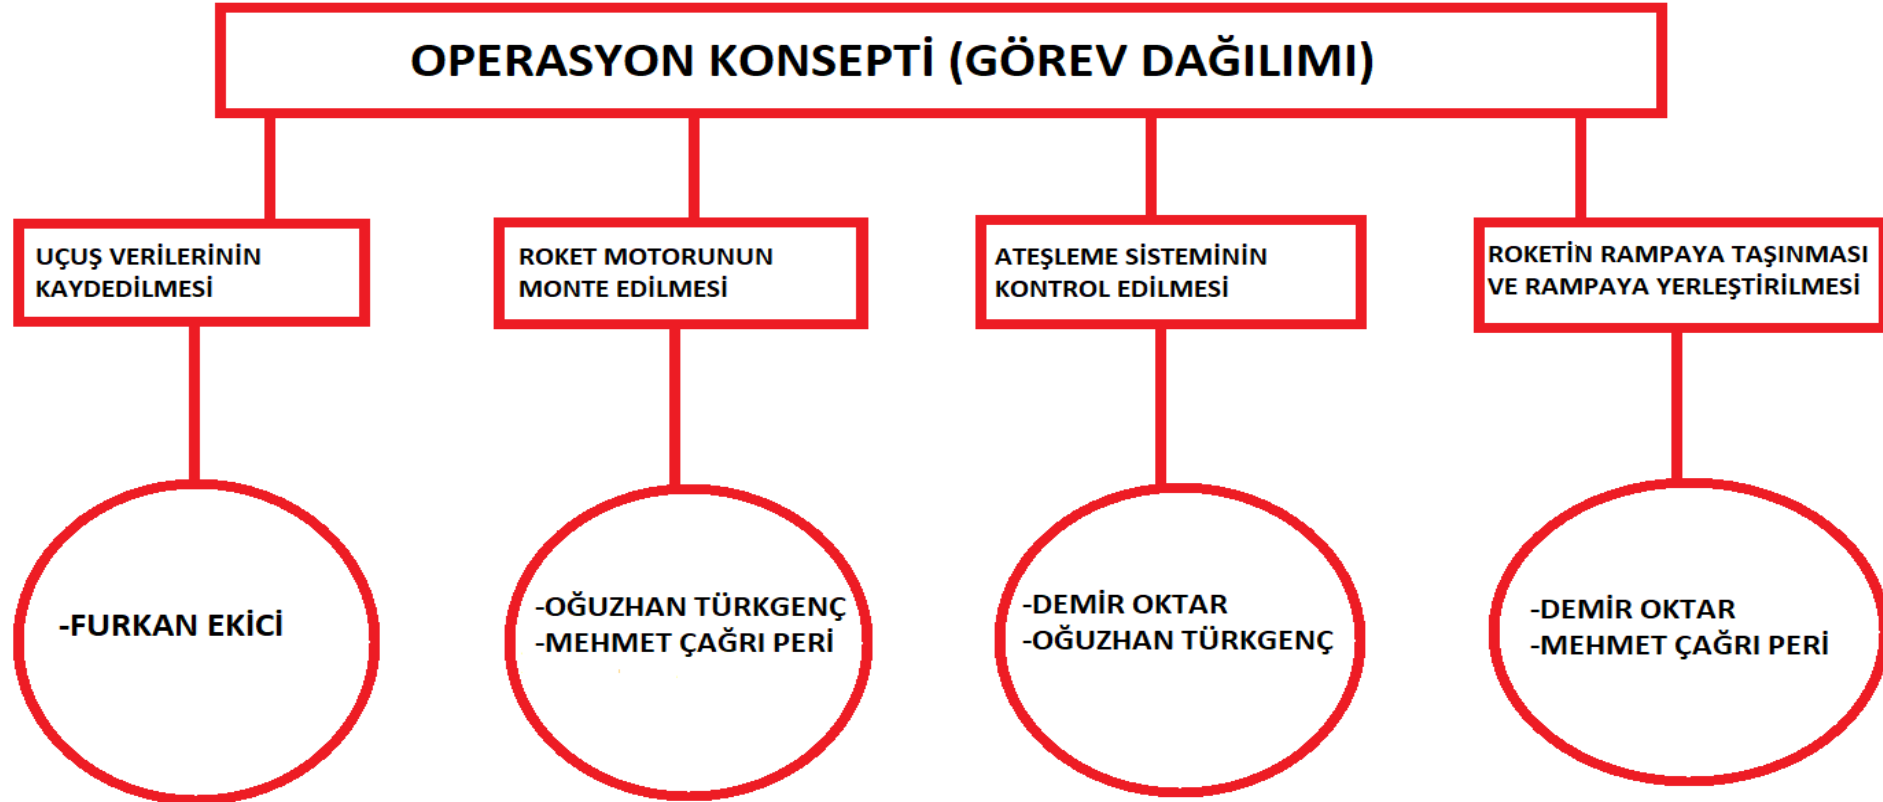 OPERASYON KONSEPTİ (GÖREV DAĞILIMI)
UÇUŞ VERİLERİNİN
KAYDEDİLMESİ
ROKET MOTORUNUN
MONTE EDİLMESİ
ATEŞLEME SİSTEMİNİN
KONTROL EDİLMESİ
ROKETİN RAMPAYA TAŞINMASI
VE RAMPAYA YERLEŞTİRİLMESİ
-FURKAN EKİCİ
-OĞUZHAN TÜRKGENÇ
-MEHMET ÇAĞRI PERİ
-DEMİR OKTAR
-OĞUZHAN TÜRKGENÇ
-DEMİR OKTAR
-MEHMET ÇAĞRI PERİ